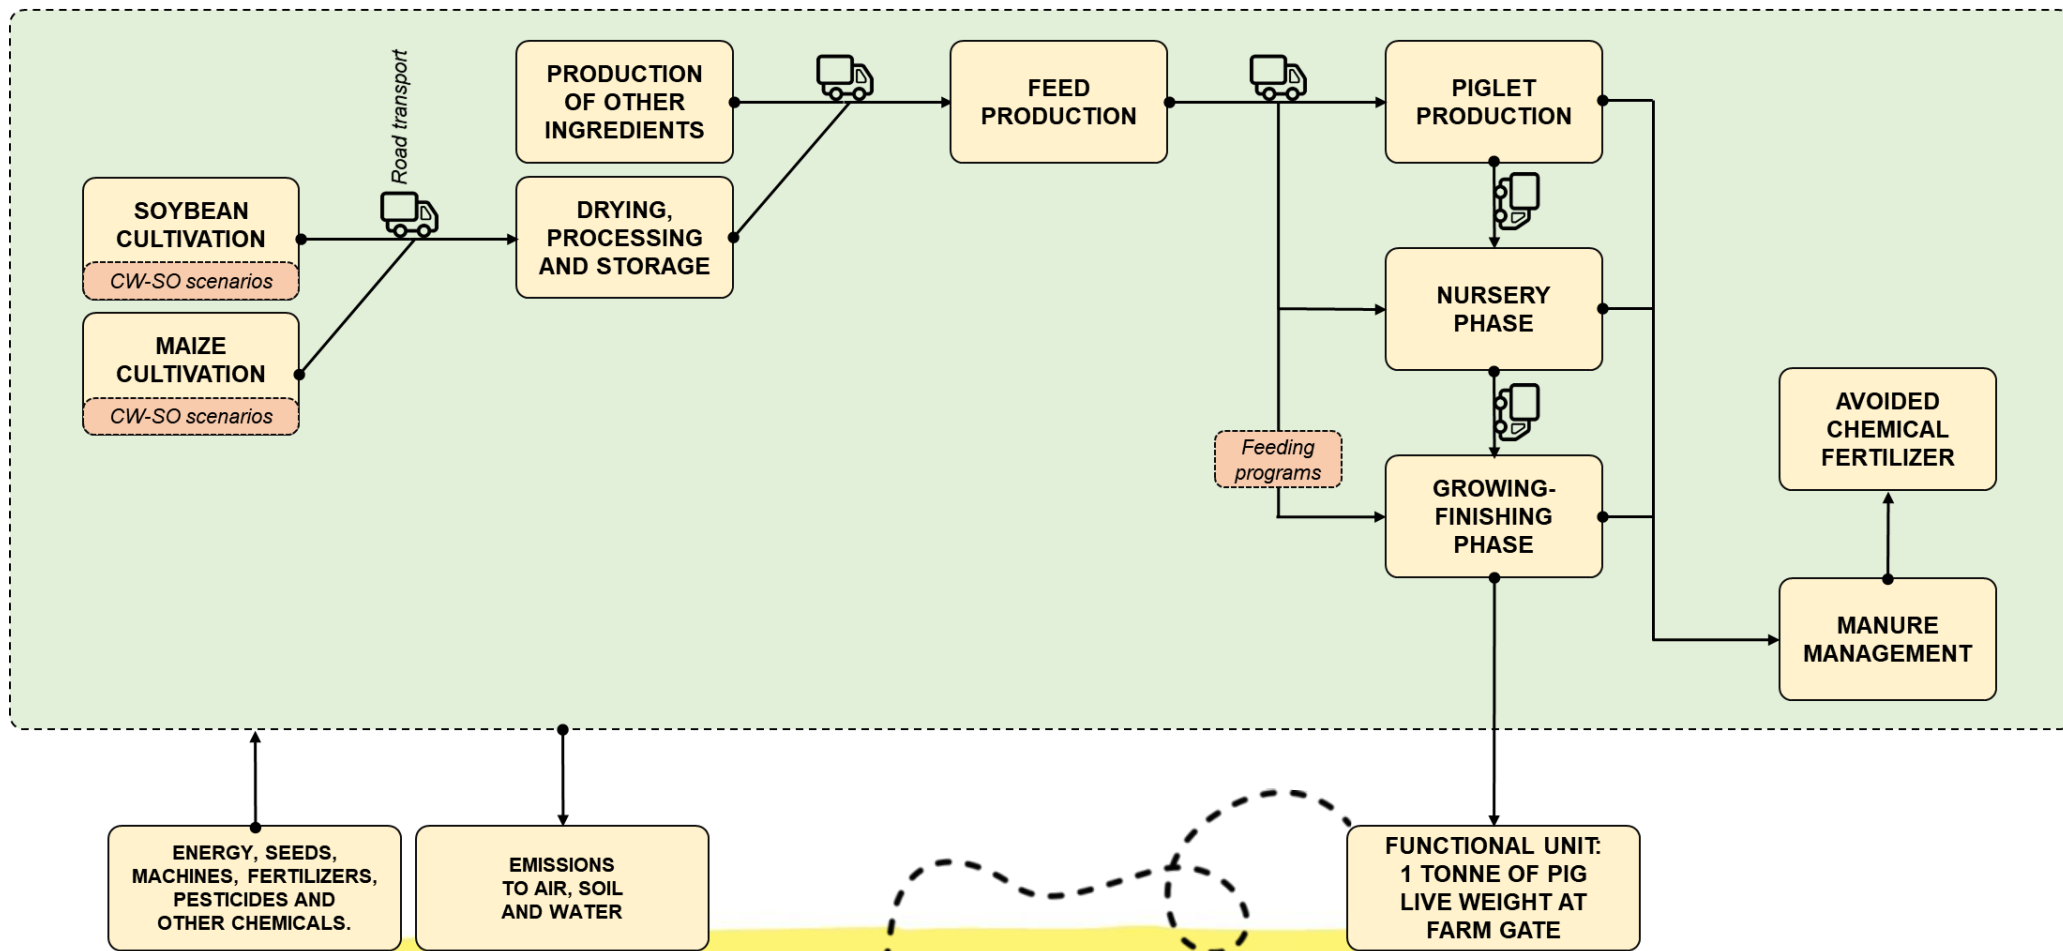 Road transport
PRODUCTION
OF OTHER
INGREDIENTS
FEED
PRODUCTION
PIGLET
PRODUCTION
SOYBEAN
CULTIVATION
CW-SO scenarios
DRYING,
PROCESSING
AND STORAGE
MAIZE
CULTIVATION
CW-SO scenarios
NURSERY
PHASE
Feeding
programs
GROWING-
FINISHING
PHASE
AVOIDED
CHEMICAL
FERTILIZER
MANURE
MANAGEMENT
ENERGY, SEEDS,
MACHINES, FERTILIZERS,
PESTICIDES AND
OTHER CHEMICALS.
EMISSIONS
TO AIR, SOIL
AND WATER
FUNCTIONAL UNIT:
1 TONNE OF PIG
LIVE WEIGHT AT
FARM GATE